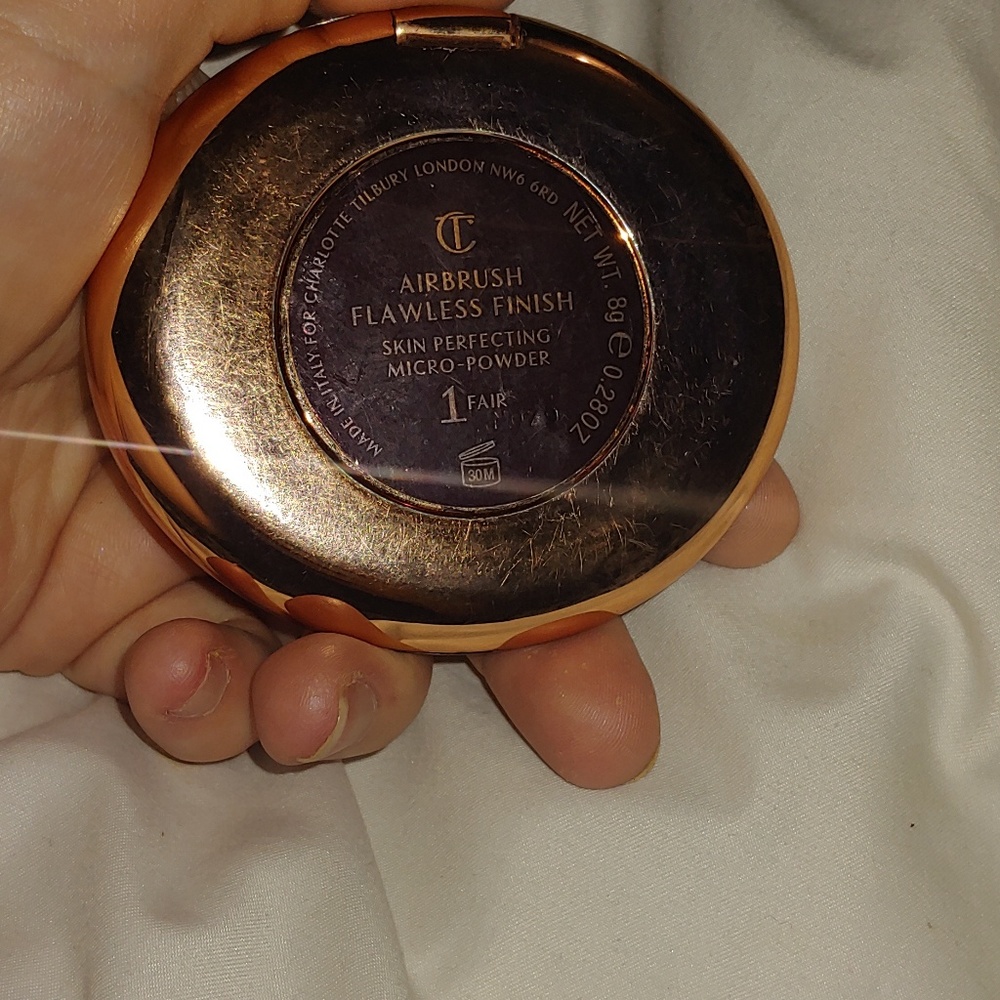 MADE IN ITALY FOR CHARLOTTE TILBURY LONDON NW6 6RD
NET WT. 8g e 0.28OZ
CT
AIRBRUSH
FLAWLESS FINISH
SKIN PERFECTING
MICRO-POWDER
1 FAIR
30M